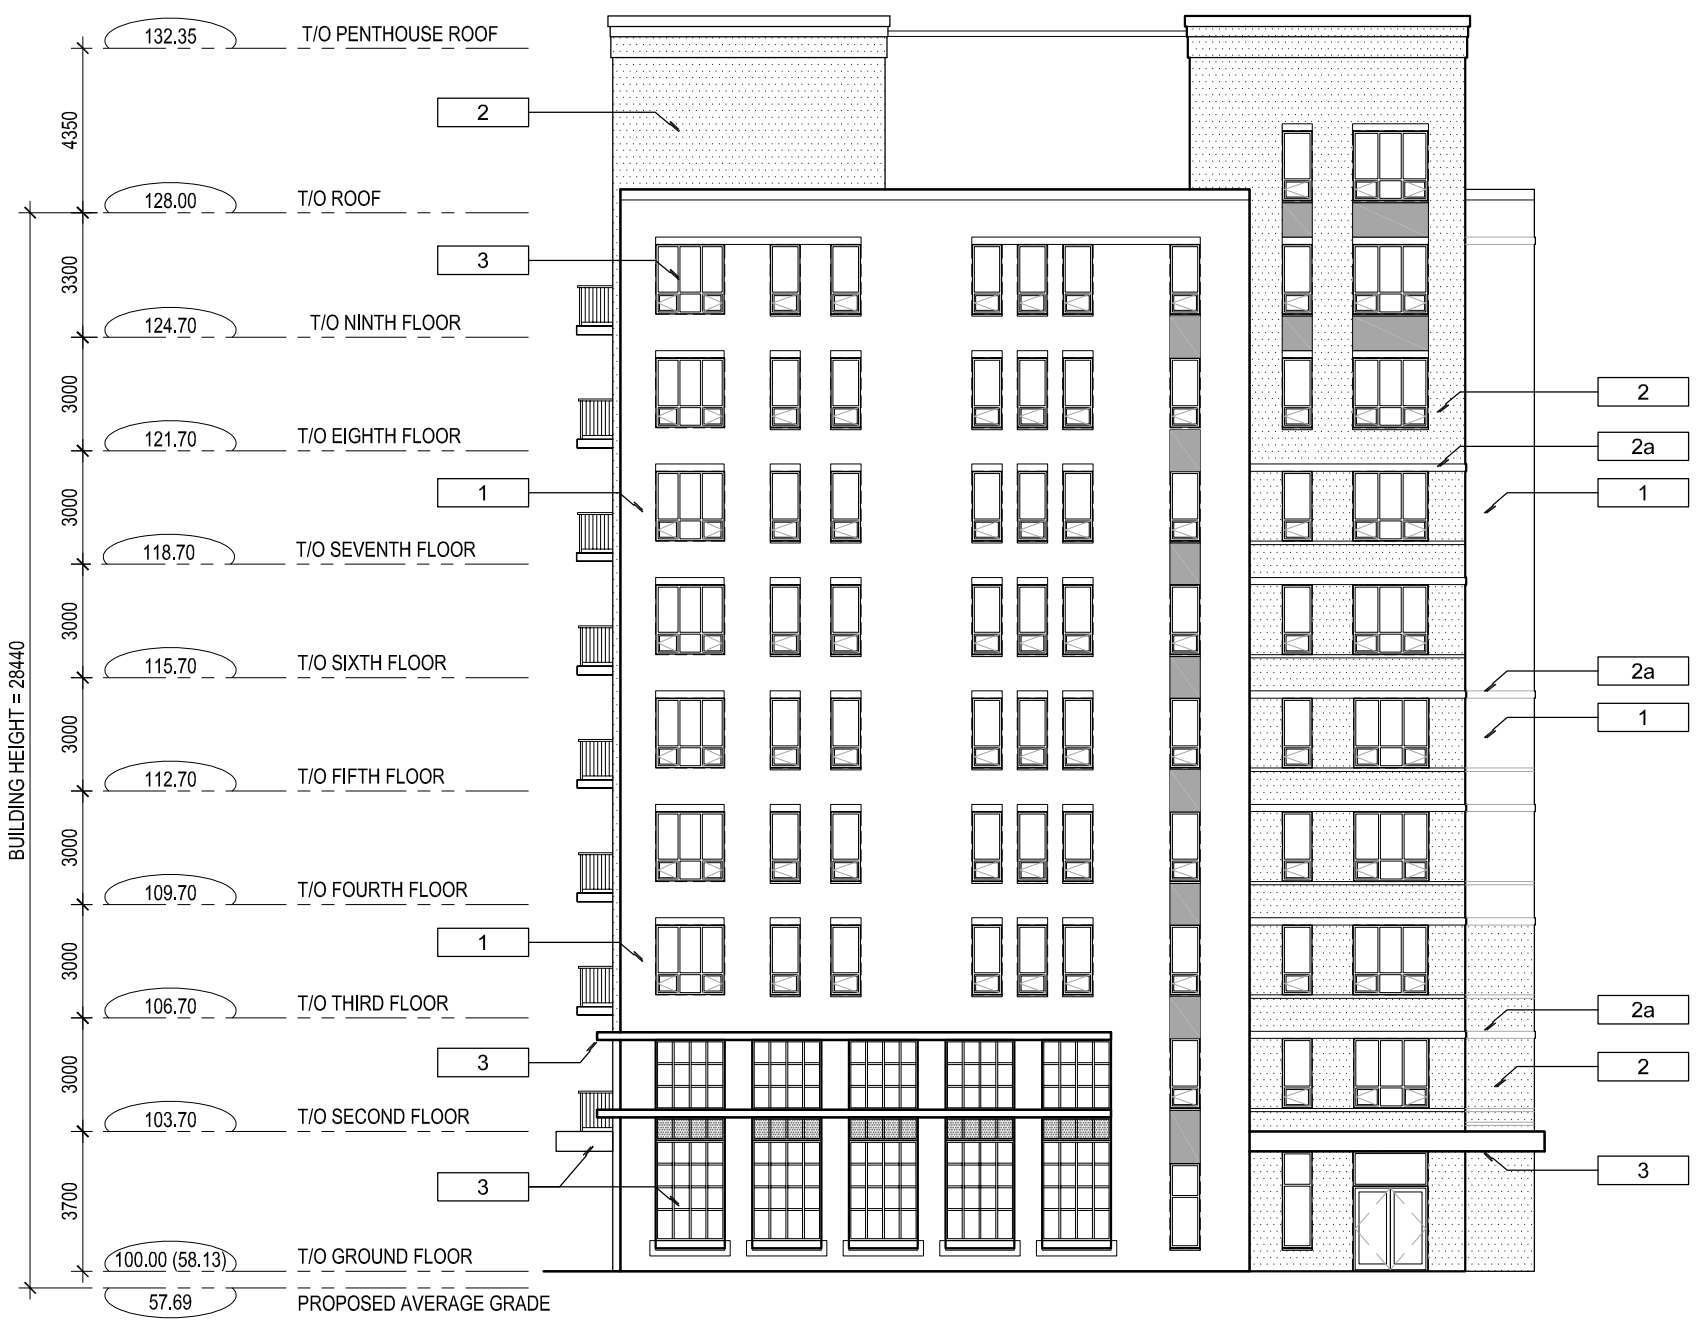 132.35 T/O PENTHOUSE ROOF
4350
2
128.00 T/O ROOF
3300
3
124.70 T/O NINTH FLOOR
3000
2
121.70 T/O EIGHTH FLOOR
2a
3000
1
1
118.70 T/O SEVENTH FLOOR
3000
115.70 T/O SIXTH FLOOR
2a
BUILDING HEIGHT = 28440
3000
1
112.70 T/O FIFTH FLOOR
3000
109.70 T/O FOURTH FLOOR
3000
1
106.70 T/O THIRD FLOOR
2a
3000
3
2
103.70 T/O SECOND FLOOR
3
3700
3
100.00 (58.13) T/O GROUND FLOOR
57.69 PROPOSED AVERAGE GRADE